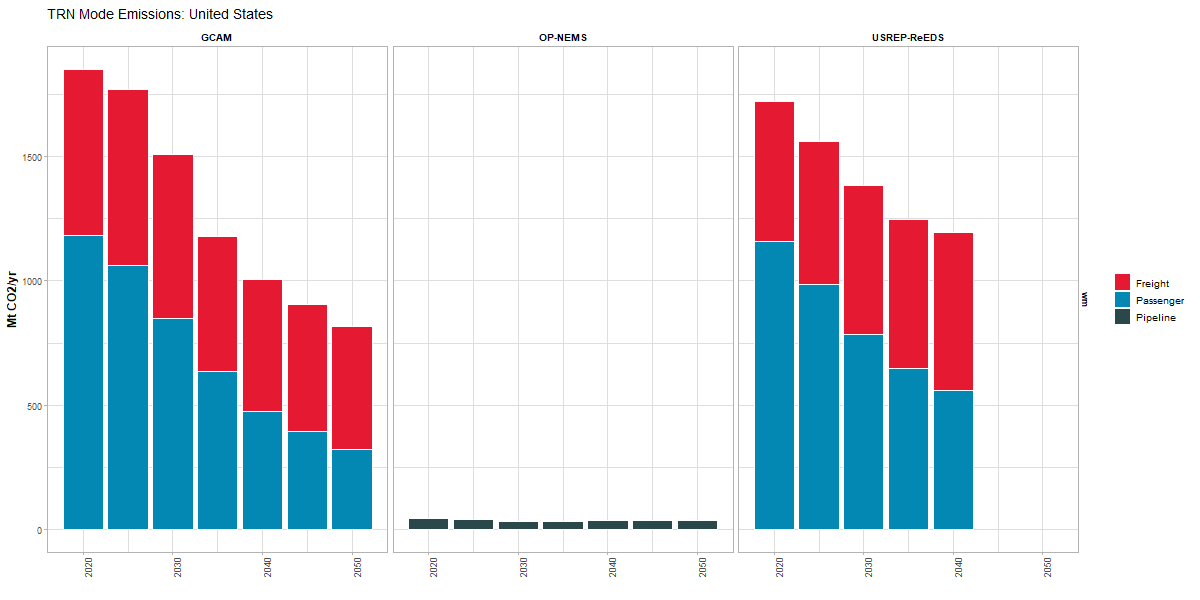 TRN Mode Emissions: United States
GCAM
OP-NEMS
USREP-ReEDS
Mt CO2/yr
1500
1000
500
0
2020
2030
2040
2050
2020
2030
2040
2050
2020
2030
2040
2050
wm
Freight
Passenger
Pipeline